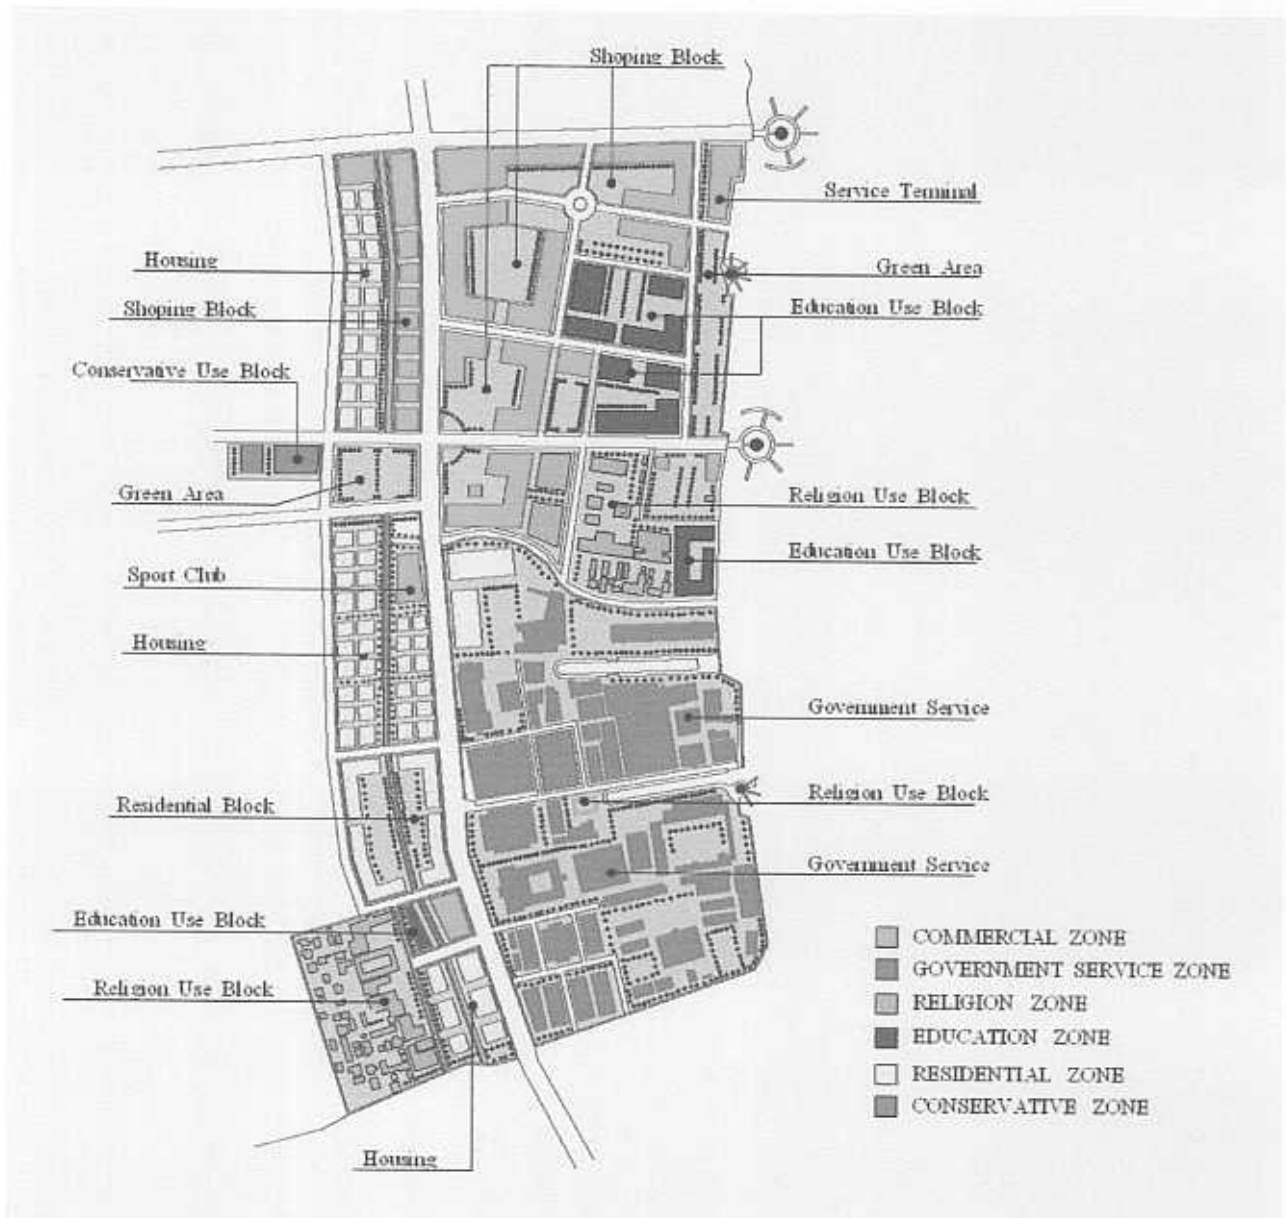 Shoping Block
Service Terminal
Housing
Green Area
Shoping Block
Education Use Block
Conservative Use Block
Green Area
Religion Use Block
Education Use Block
Sport Club
Housing
Government Service
Residential Block
Religion Use Block
Government Service
Education Use Block
Religion Use Block
Housing
COMMERCIAL ZONE
GOVERNMENT SERVICE ZONE
RELIGION ZONE
EDUCATION ZONE
RESIDENTIAL ZONE
CONSERVATIVE ZONE